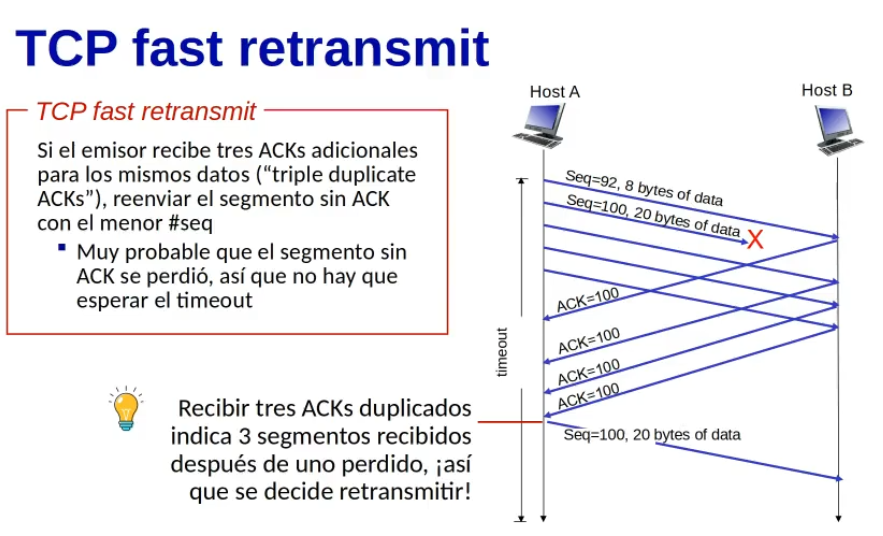 TCP fast retransmit
TCP fast retransmit
Si el emisor recibe tres ACKs adicionales
para los mismos datos (“triple duplicate
ACKs”), reenviar el segmento sin ACK
con el menor #seq
Muy probable que el segmento sin
ACK se perdió, así que no hay que
esperar el timeout
Recibir tres ACKs duplicados
indica 3 segmentos recibidos
después de uno perdido, ¡así
que se decide retransmitir!
Host A
Host B
Seq=92, 8 bytes of data
Seq=100, 20 bytes of data
X
ACK=100
ACK=100
ACK=100
ACK=100
timeout
Seq=100, 20 bytes of data